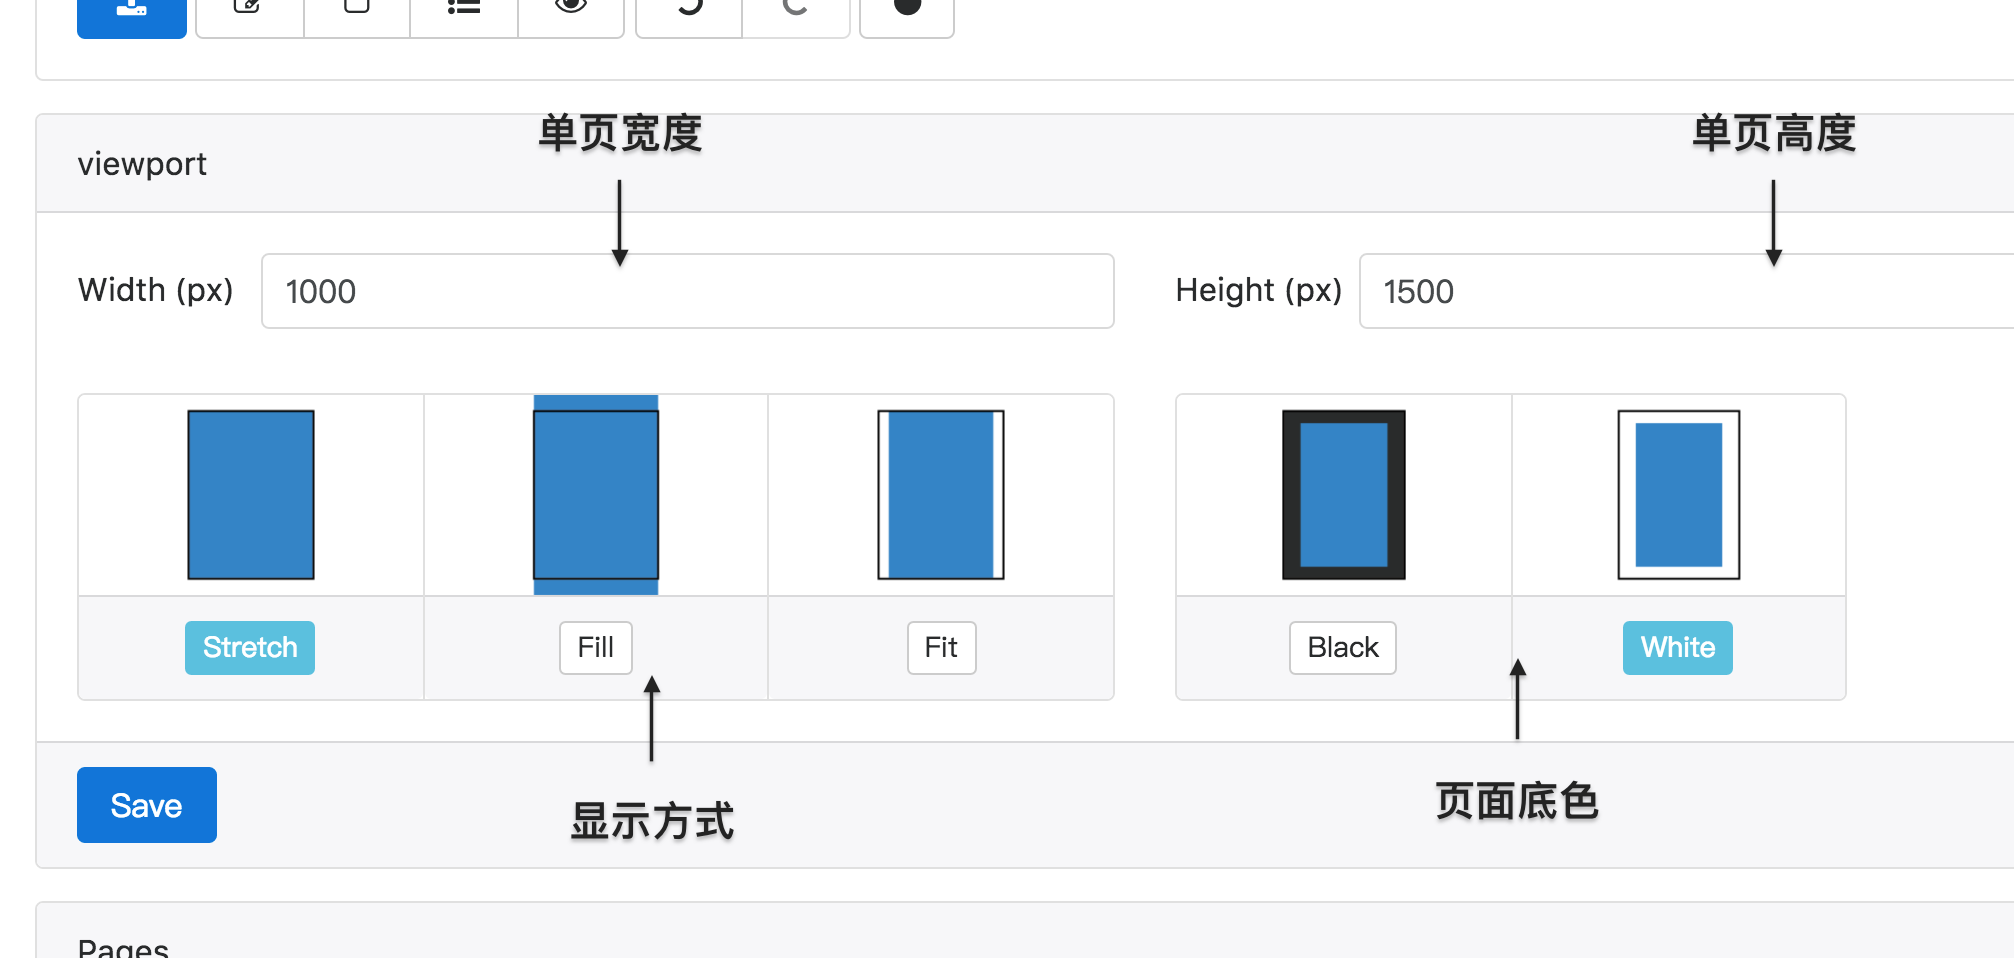 单页宽度
单页高度
viewport
Width (px)
1000
Height (px)
1500
Stretch
Fill
Fit
Black
White
Save
显示方式
页面底色
Pages